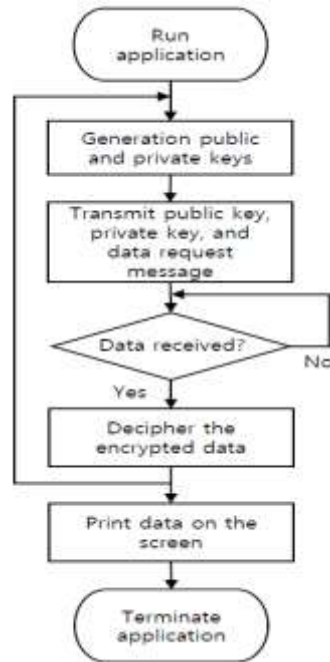 Run
application
Generation public
and private keys
Transmit public key,
private key, and
data request
message
Data received?
No
Yes
Decipher the
encrypted data
Print data on the
screen
Terminate
application